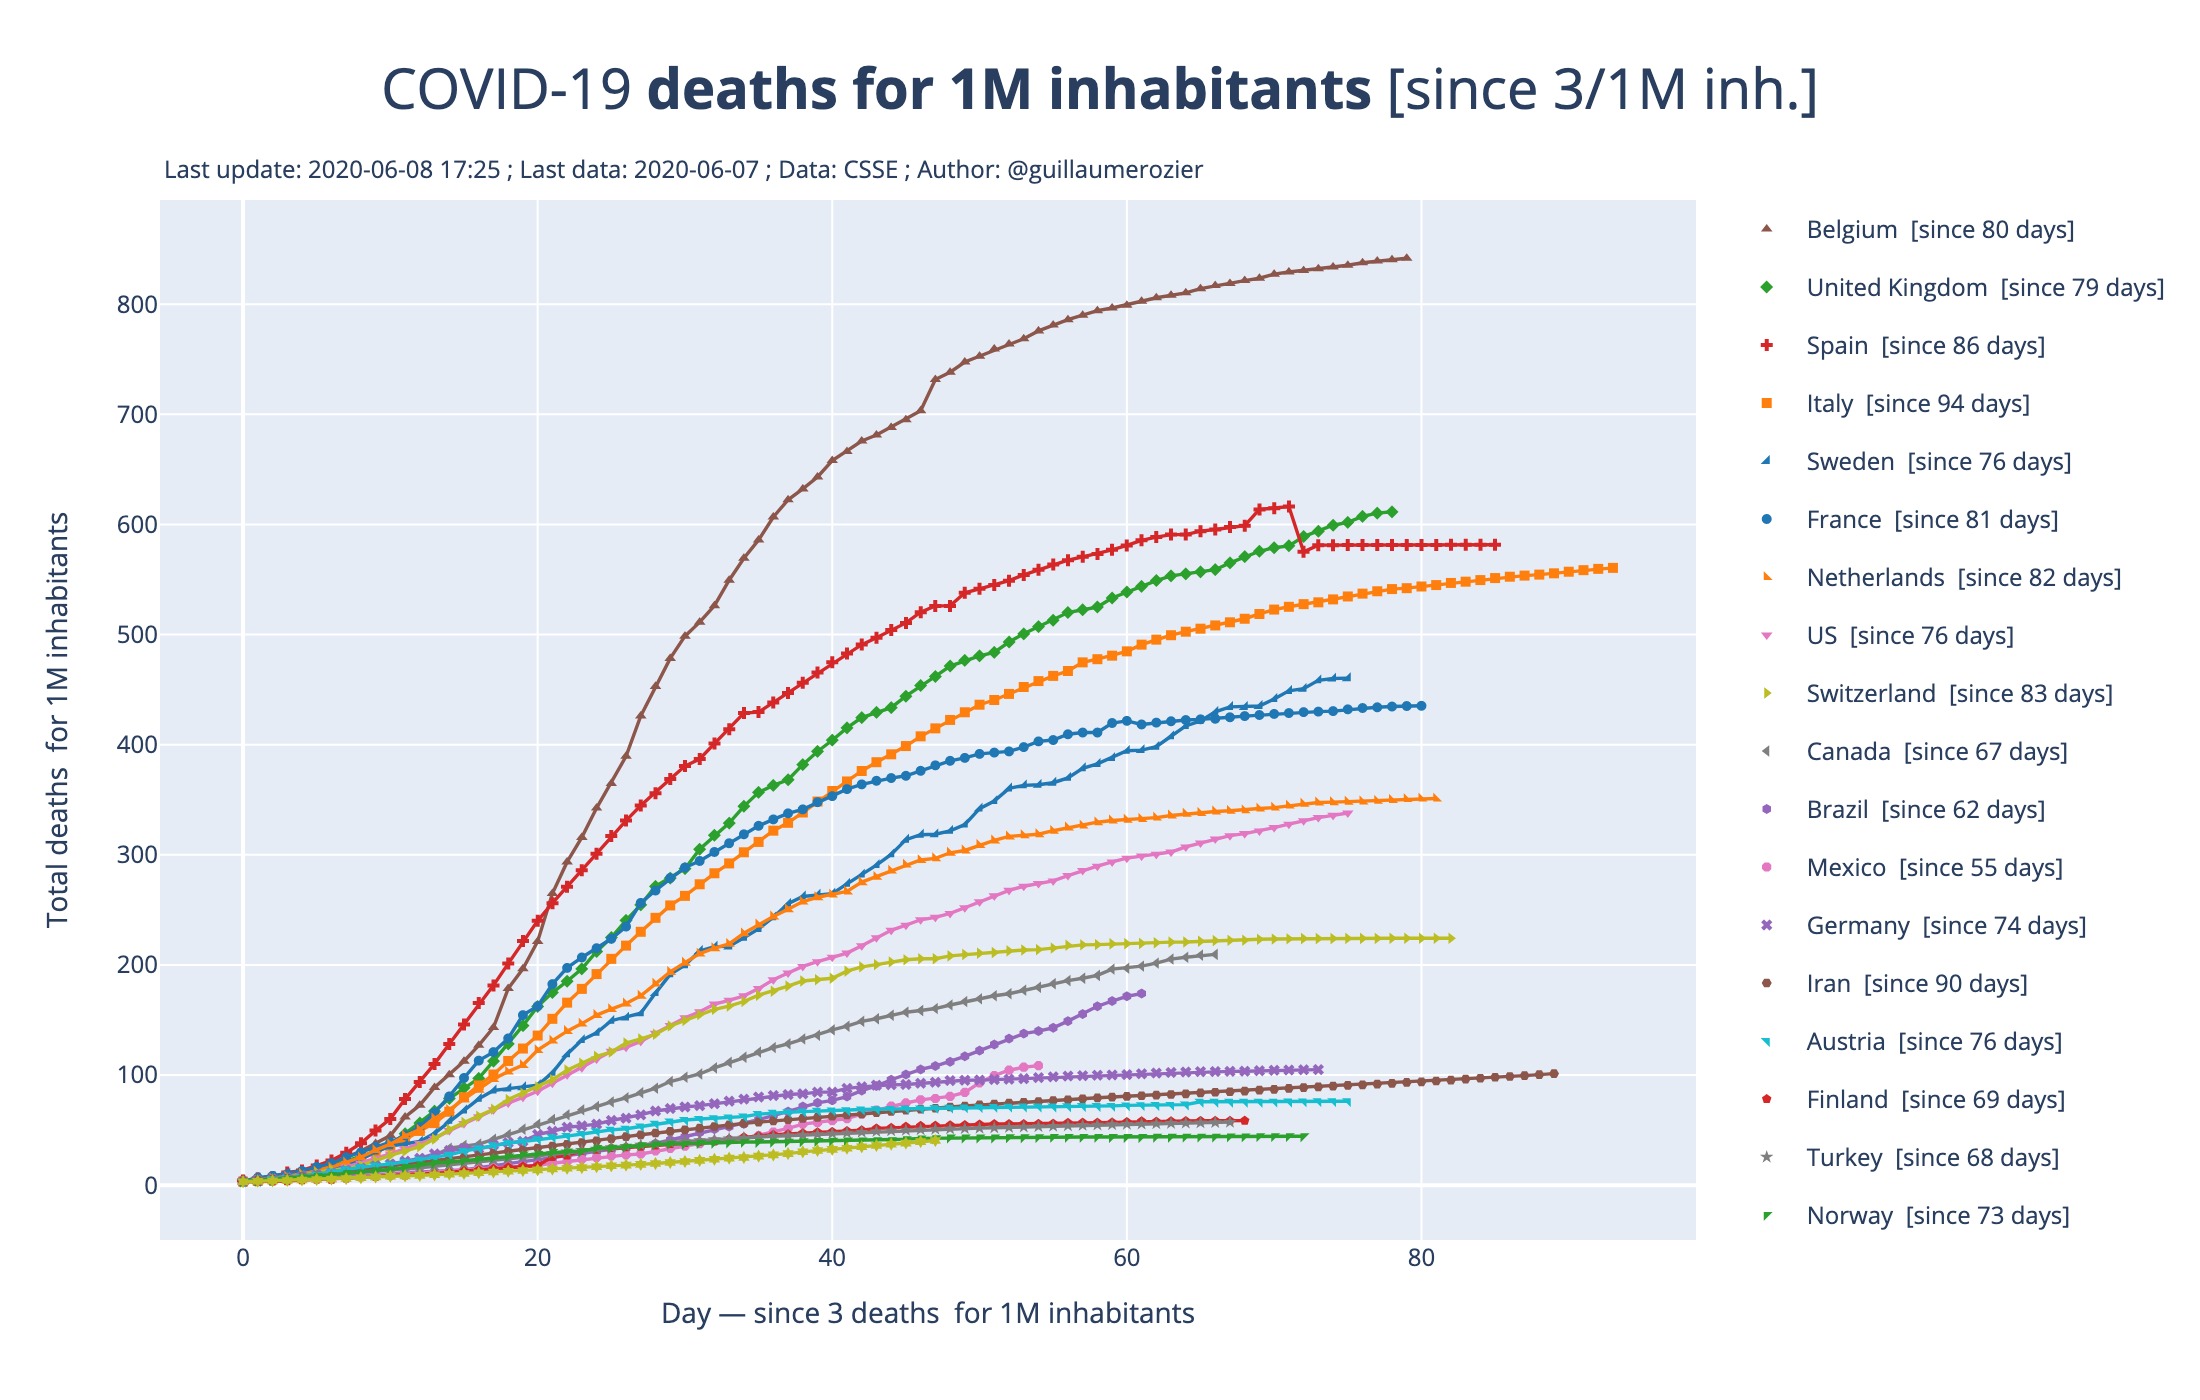 COVID-19 deaths for 1M inhabitants [since 3/1M inh.]
Last update: 2020-06-08 17:25 ; Last data: 2020-06-07 ; Data: CSSE ; Author: @guillaumerozier
Total deaths  for 1M inhabitants
800
700
600
500
400
300
200
100
0
0 20 40 60 80
Day — since 3 deaths  for 1M inhabitants
Belgium  [since 80 days]
United Kingdom  [since 79 days]
Spain  [since 86 days]
Italy  [since 94 days]
Sweden  [since 76 days]
France  [since 81 days]
Netherlands  [since 82 days]
US  [since 76 days]
Switzerland  [since 83 days]
Canada  [since 67 days]
Brazil  [since 62 days]
Mexico  [since 55 days]
Germany  [since 74 days]
Iran  [since 90 days]
Austria  [since 76 days]
Finland  [since 69 days]
Turkey  [since 68 days]
Norway  [since 73 days]